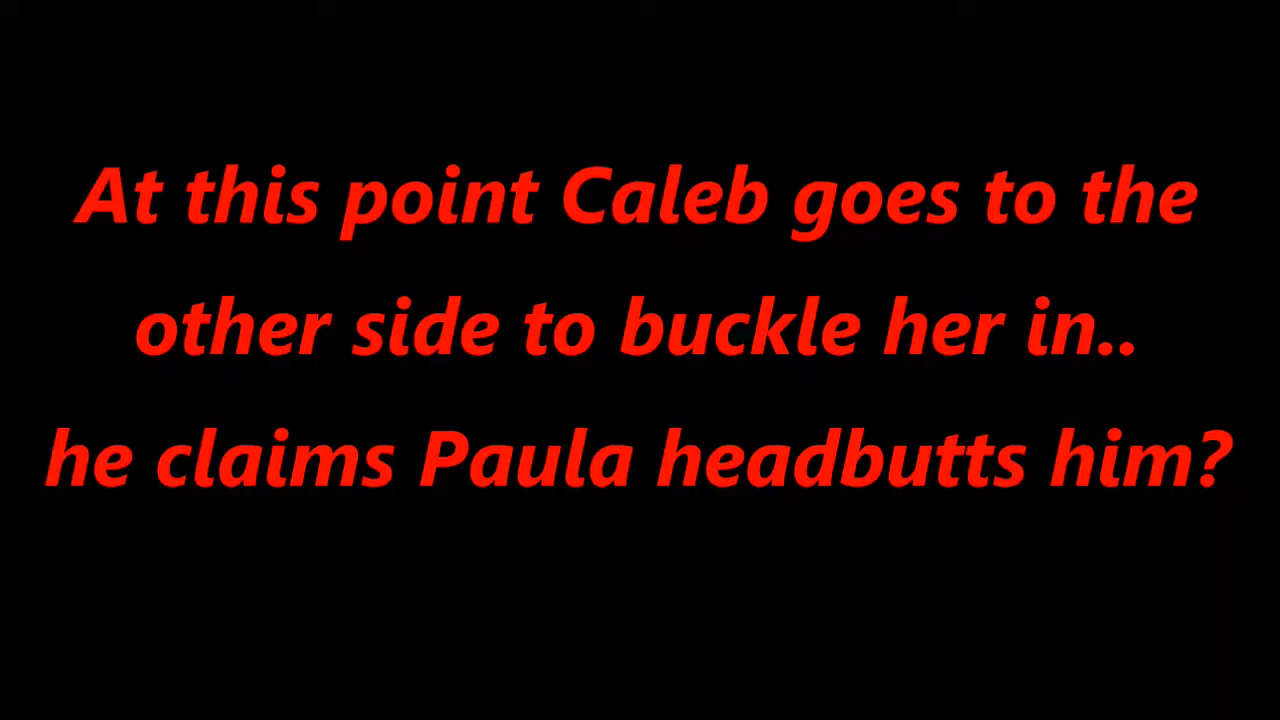 At this point Caleb goes to the
other side to buckle her in..
he claims Paula headbutts him?